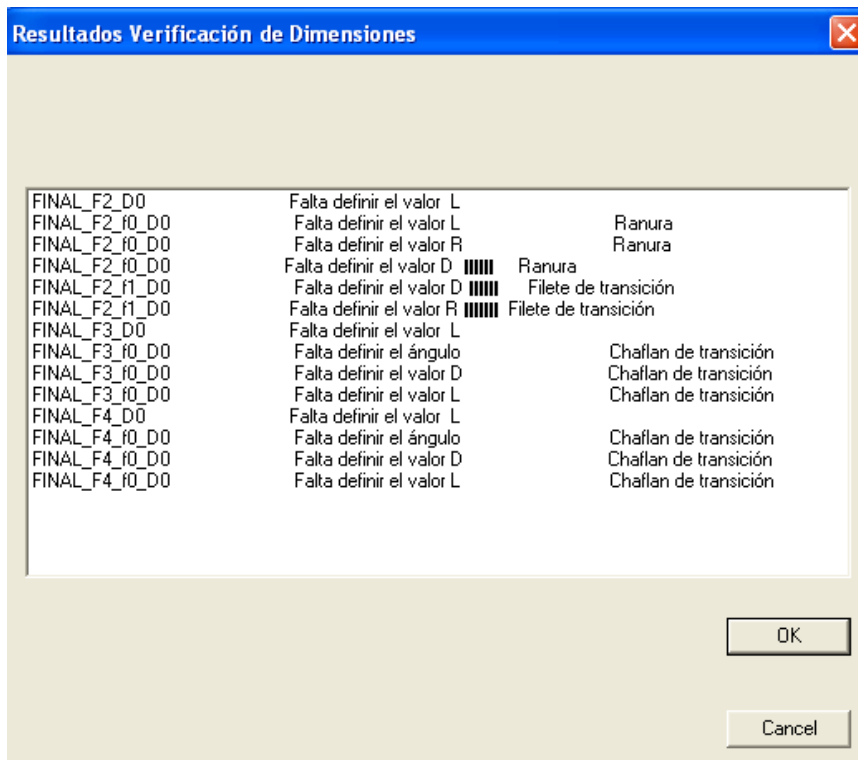 Resultados Verificación de Dimensiones
FINAL_F2_D0 Falta definir el valor L
FINAL_F2_f0_D0 Falta definir el valor L Ranura
FINAL_F2_f0_D0 Falta definir el valor R Ranura
FINAL_F2_f0_D0 Falta definir el valor D Ranura
FINAL_F2_f1_D0 Falta definir el valor D Filete de transición
FINAL_F2_f1_D0 Falta definir el valor R Filete de transición
FINAL_F3_D0 Falta definir el valor L
FINAL_F3_f0_D0 Falta definir el ángulo Chaflan de transición
FINAL_F3_f0_D0 Falta definir el valor D Chaflan de transición
FINAL_F3_f0_D0 Falta definir el valor L Chaflan de transición
FINAL_F4_D0 Falta definir el valor L
FINAL_F4_f0_D0 Falta definir el ángulo Chaflan de transición
FINAL_F4_f0_D0 Falta definir el valor D Chaflan de transición
FINAL_F4_f0_D0 Falta definir el valor L Chaflan de transición
OK
Cancel